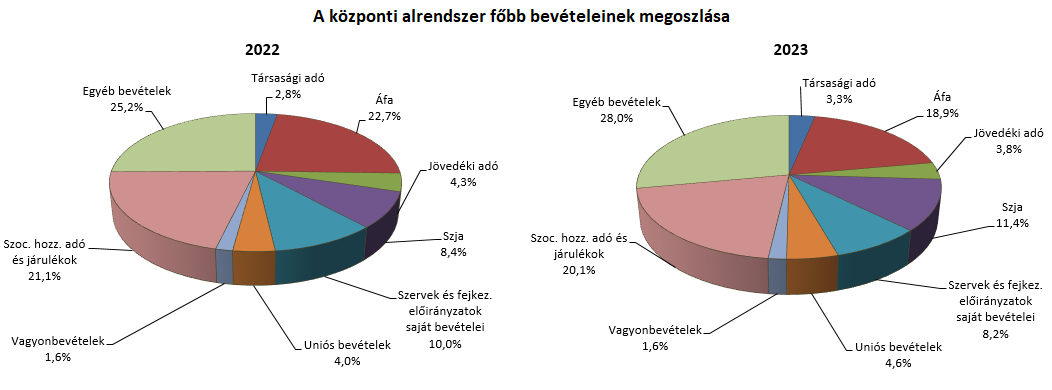 A központi alrendszer főbb bevételeinek megoszlása
2022
Társasági adó
2,8%
Áfa
22,7%
Jövedéki adó
4,3%
Szja
8,4%
Szervek és fejkez.
előirányzatok
saját bevételei
10,0%
Uniós bevételek
4,0%
Vagyonbevételek
1,6%
Szoc. hozz. adó
és járulékok
21,1%
Egyéb bevételek
25,2%
2023
Társasági adó
3,3%
Áfa
18,9%
Jövedéki adó
3,8%
Szja
11,4%
Szervek és fejkez.
előirányzatok
saját bevételei
8,2%
Uniós bevételek
4,6%
Vagyonbevételek
1,6%
Szoc. hozz. adó és
járulékok
20,1%
Egyéb bevételek
28,0%